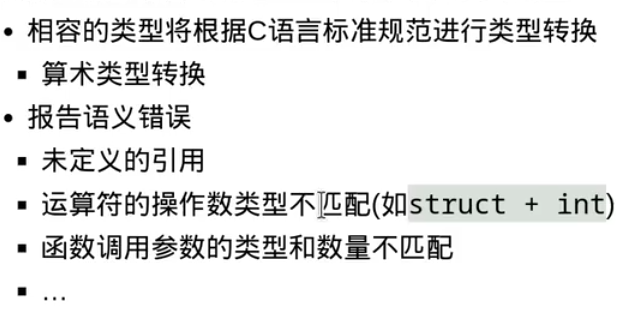 • 相容的类型将根据C语言标准规范进行类型转换
▪ 算术类型转换
• 报告语义错误
▪ 未定义的引用
▪ 运算符的操作数类型不匹配(如struct + int)
▪ 函数调用参数的类型和数量不匹配
▪ ...